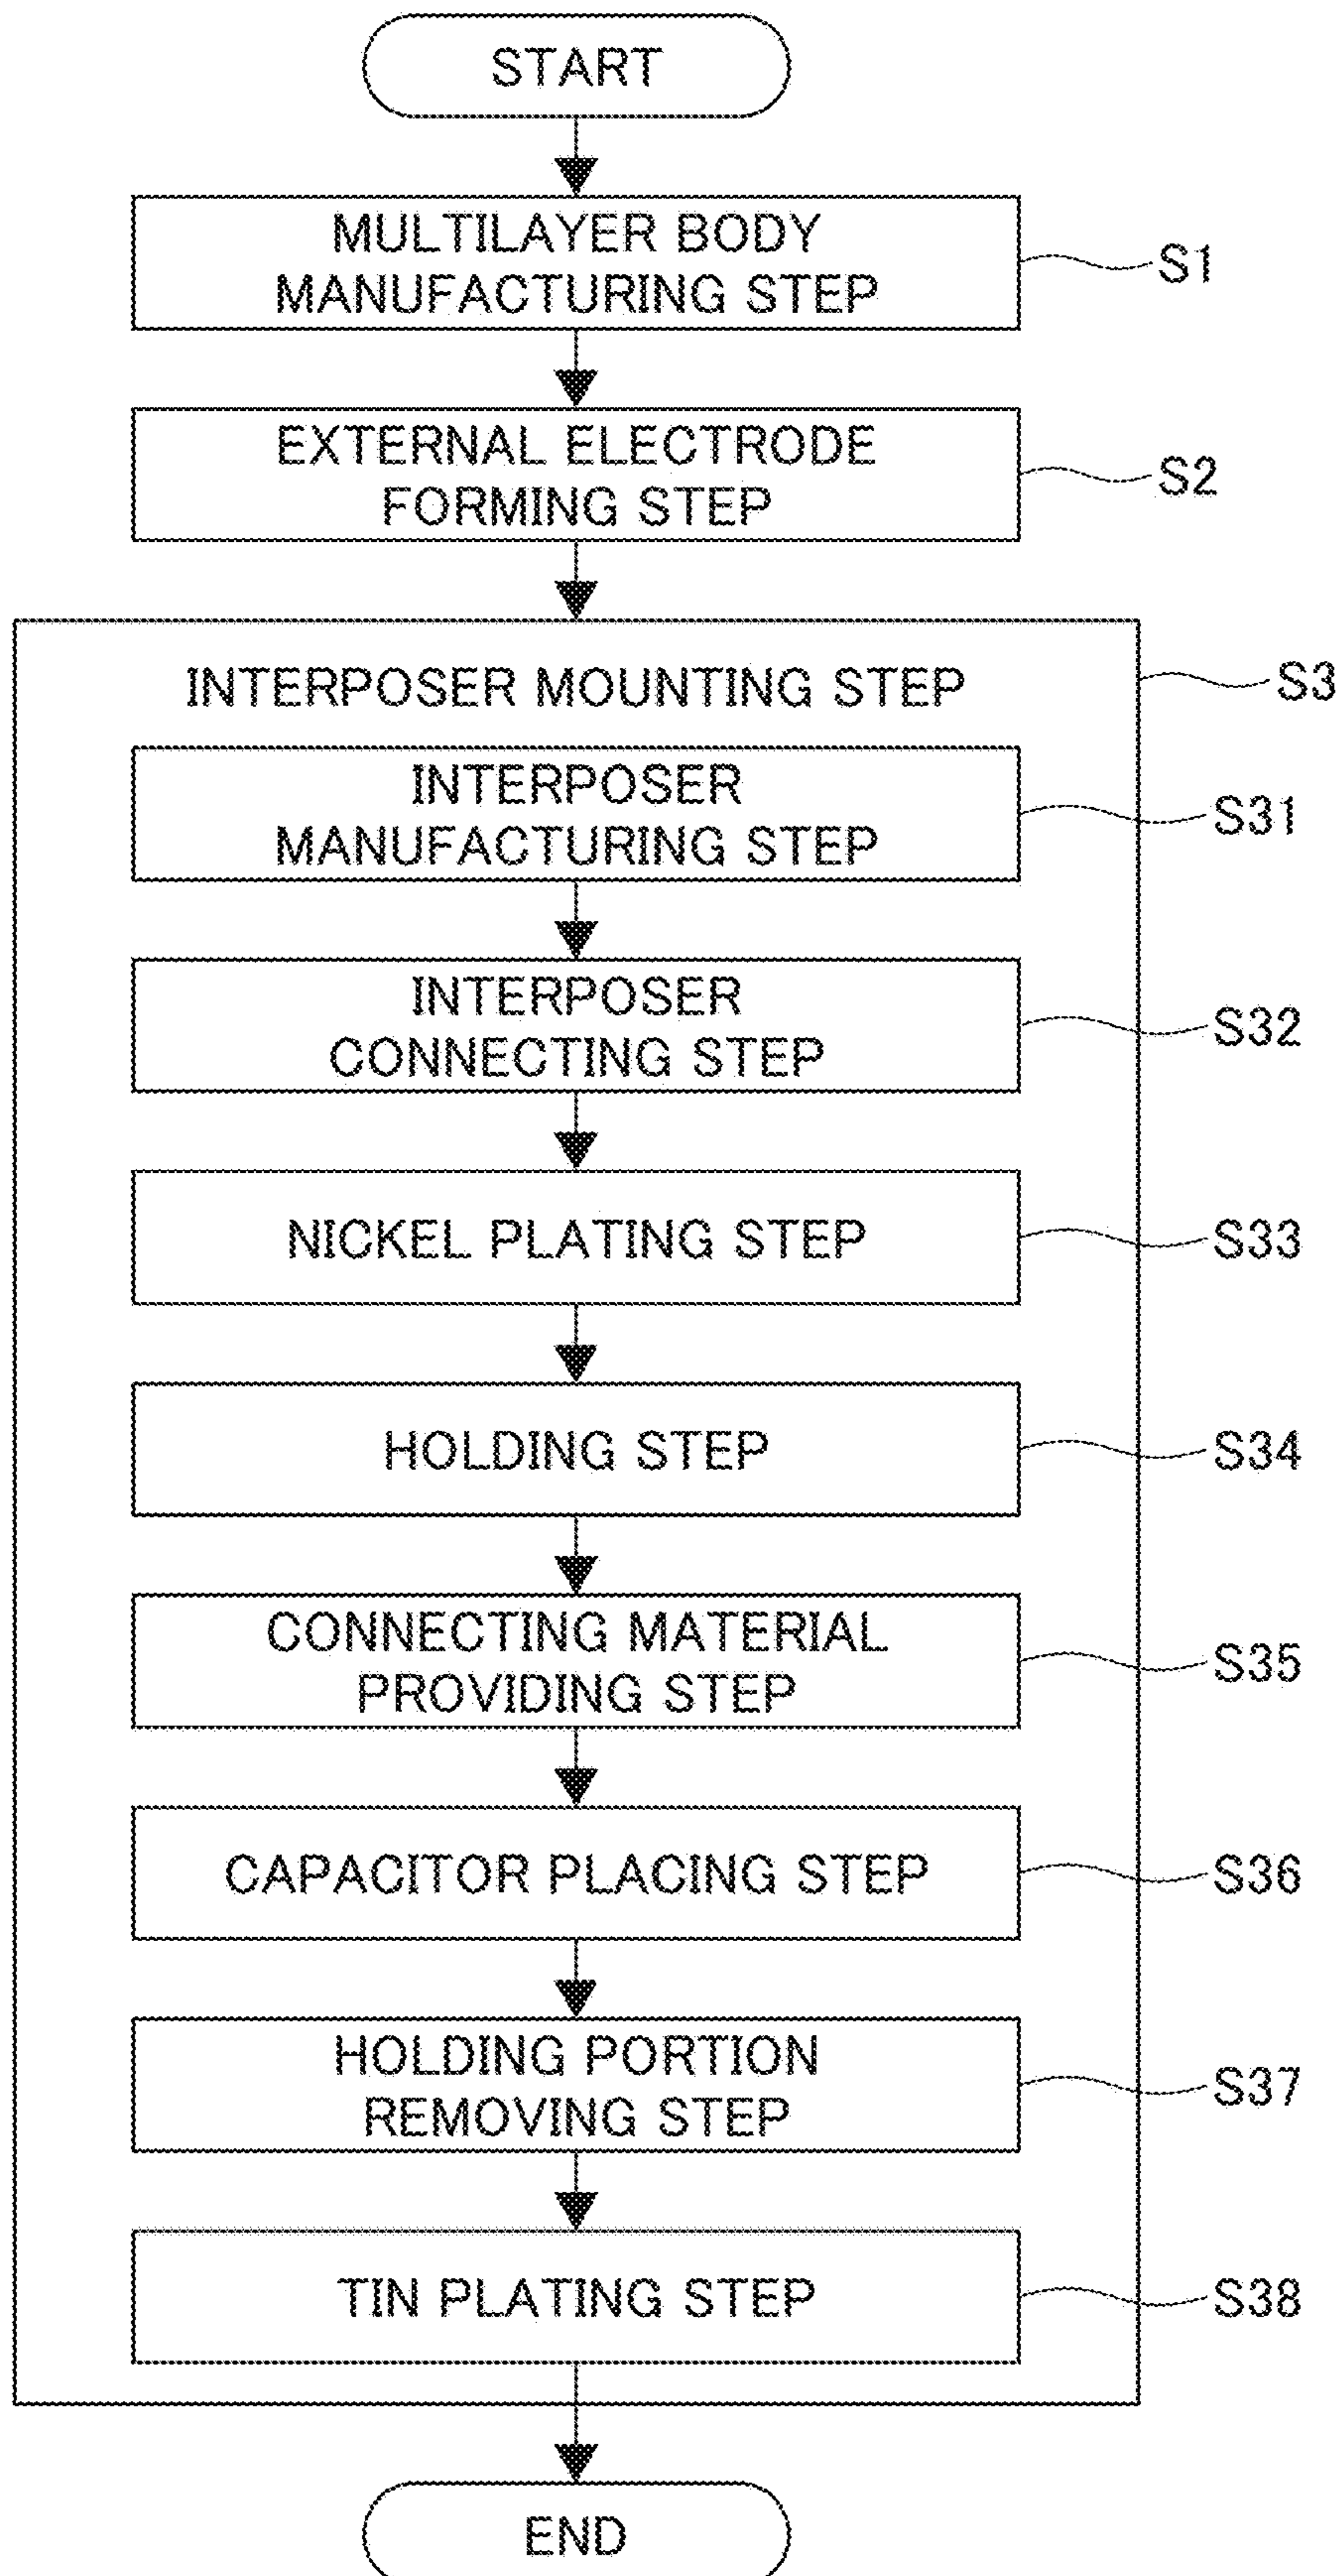 START
MULTILAYER BODY
MANUFACTURING STEP
S1
EXTERNAL ELECTRODE
FORMING STEP
S2
INTERPOSER MOUNTING STEP
S3
INTERPOSER
MANUFACTURING STEP
S31
INTERPOSER
CONNECTING STEP
S32
NICKEL PLATING STEP
S33
HOLDING STEP
S34
CONNECTING MATERIAL
PROVIDING STEP
S35
CAPACITOR PLACING STEP
S36
HOLDING PORTION
REMOVING STEP
S37
TIN PLATING STEP
S38
END